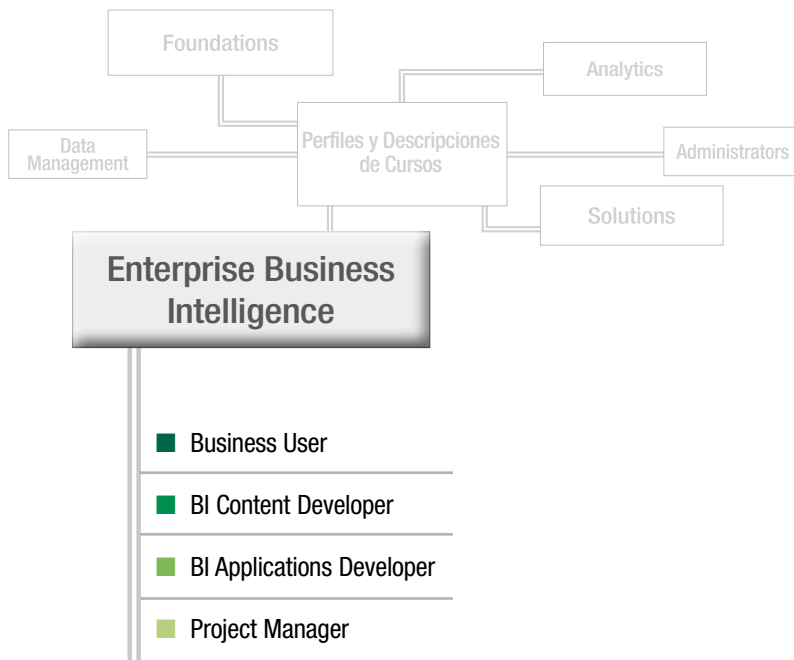 Foundations
Analytics
Perfiles y Descripciones
de Cursos
Data
Management
Administrators
Solutions
Enterprise Business
Intelligence
Business User
BI Content Developer
BI Applications Developer
Project Manager